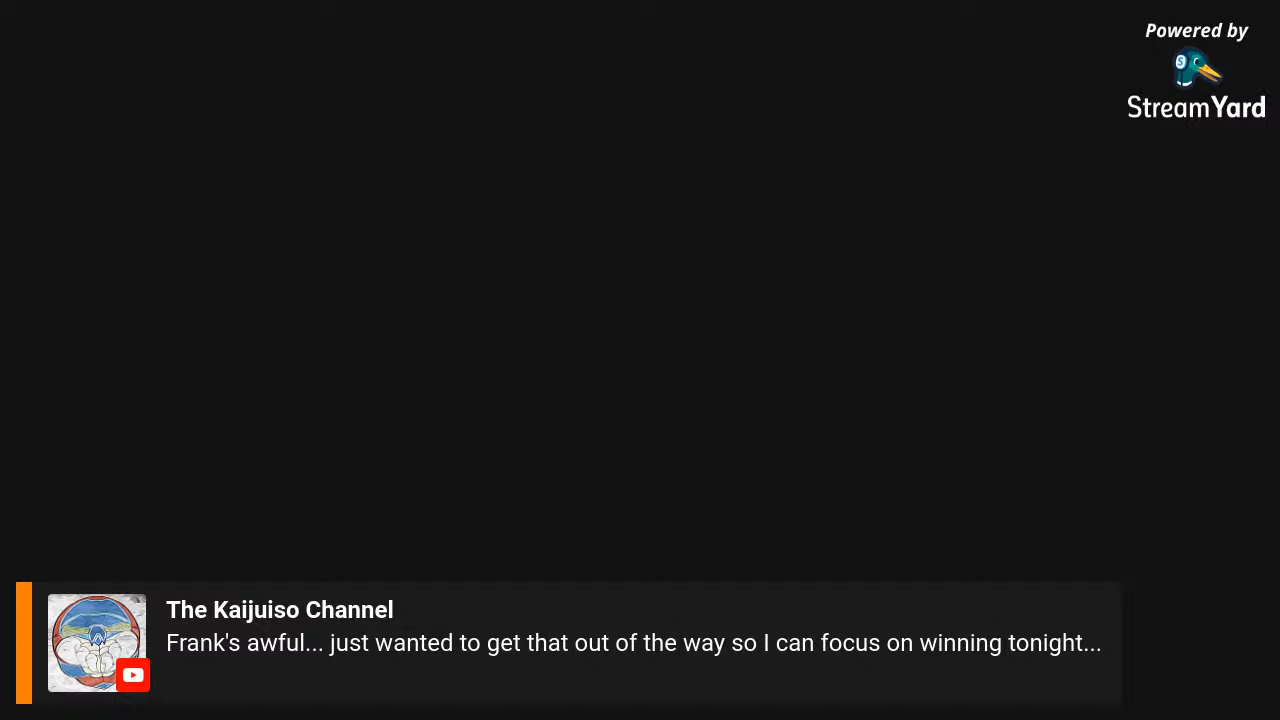 Powered by
StreamYard
The Kaijuiso Channel
Frank's awful... just wanted to get that out of the way so I can focus on winning tonight...